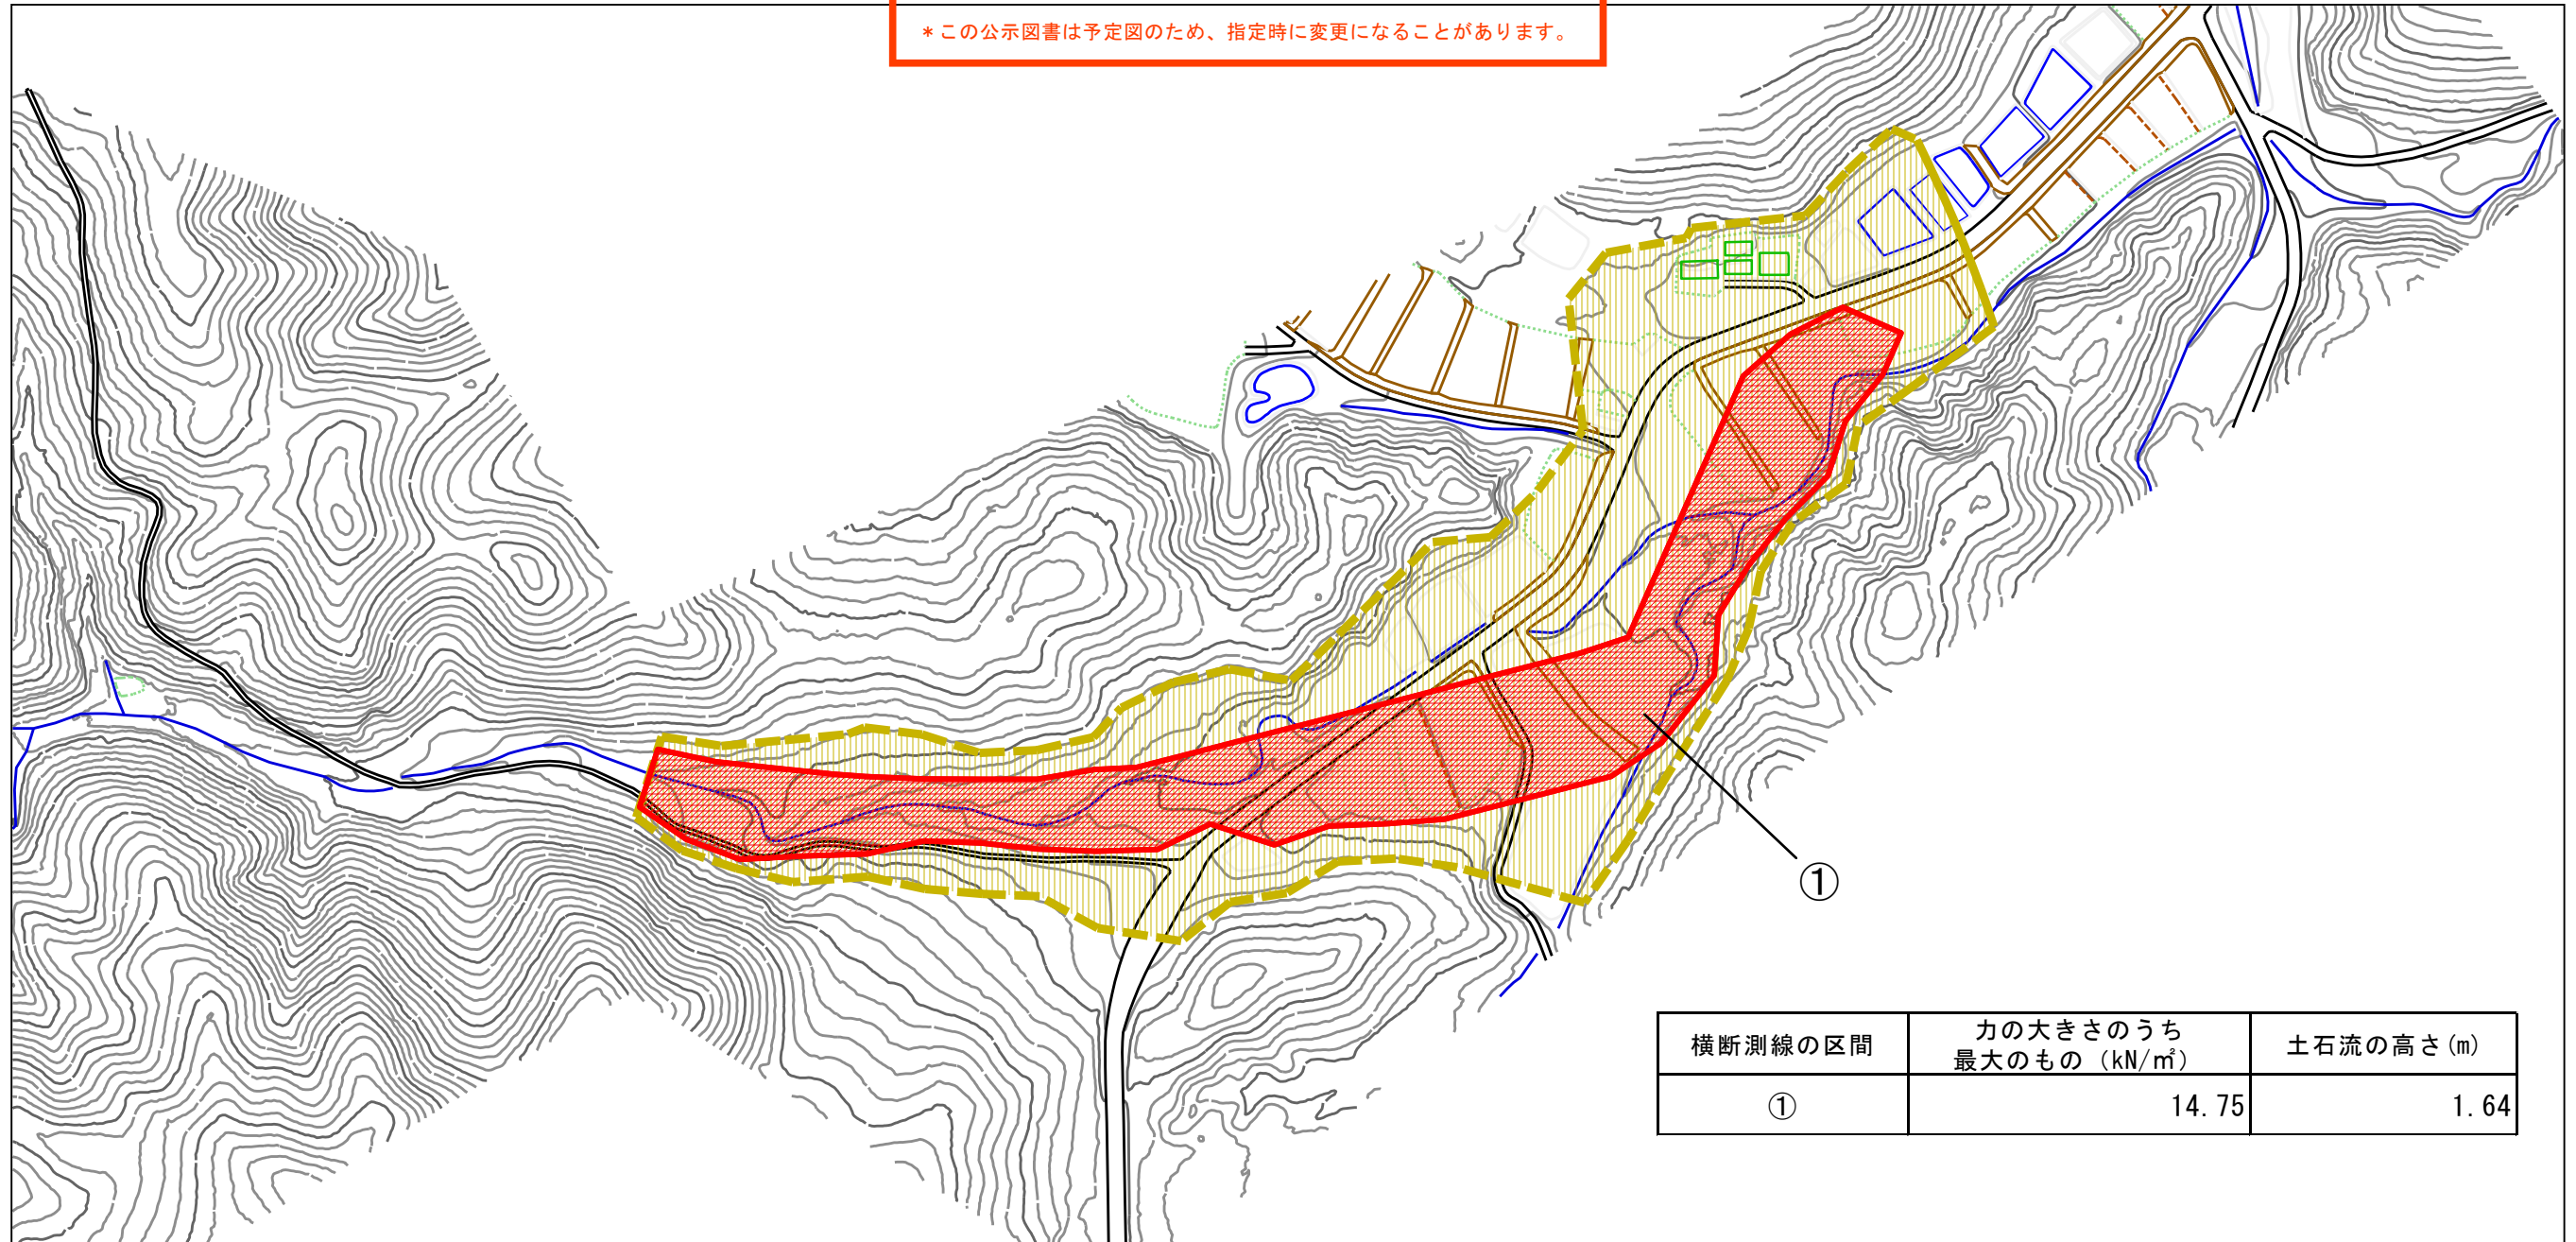 *この公示図書は予定図のため、指定時に変更になることがあります。
①
横断測線の区間
力の大きさのうち
最大のもの (kN/㎡)
土石流の高さ(m)
①
14.75
1.64